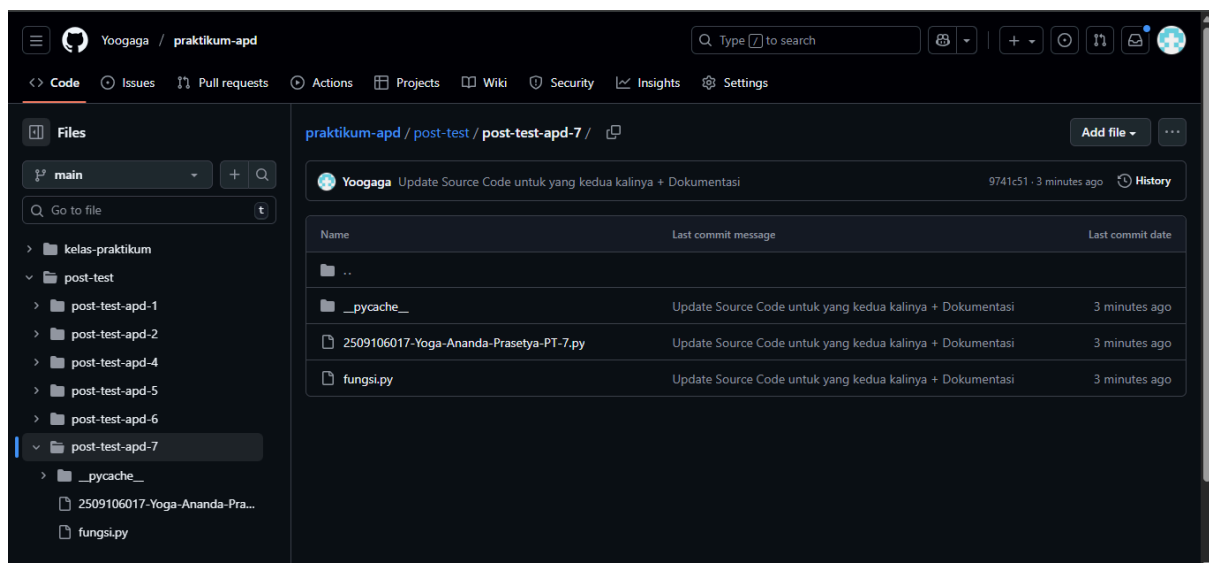 Yoogaga / praktikum-apd
Type / to search
<> Code Issues Pull requests Actions Projects Wiki Security Insights Settings
Files
main
Go to file
t
kelas-praktikum
post-test
post-test-apd-1
post-test-apd-2
post-test-apd-4
post-test-apd-5
post-test-apd-6
post-test-apd-7
__pycache__
2509106017-Yoga-Ananda-Pra...
fungsi.py
praktikum-apd / post-test / post-test-apd-7 /
Add file
Yoogaga Update Source Code untuk yang kedua kalinya + Dokumentasi 9741c51 · 3 minutes ago History
Name Last commit message Last commit date
..
__pycache__ Update Source Code untuk yang kedua kalinya + Dokumentasi 3 minutes ago
2509106017-Yoga-Ananda-Prasetya-PT-7.py Update Source Code untuk yang kedua kalinya + Dokumentasi 3 minutes ago
fungsi.py Update Source Code untuk yang kedua kalinya + Dokumentasi 3 minutes ago